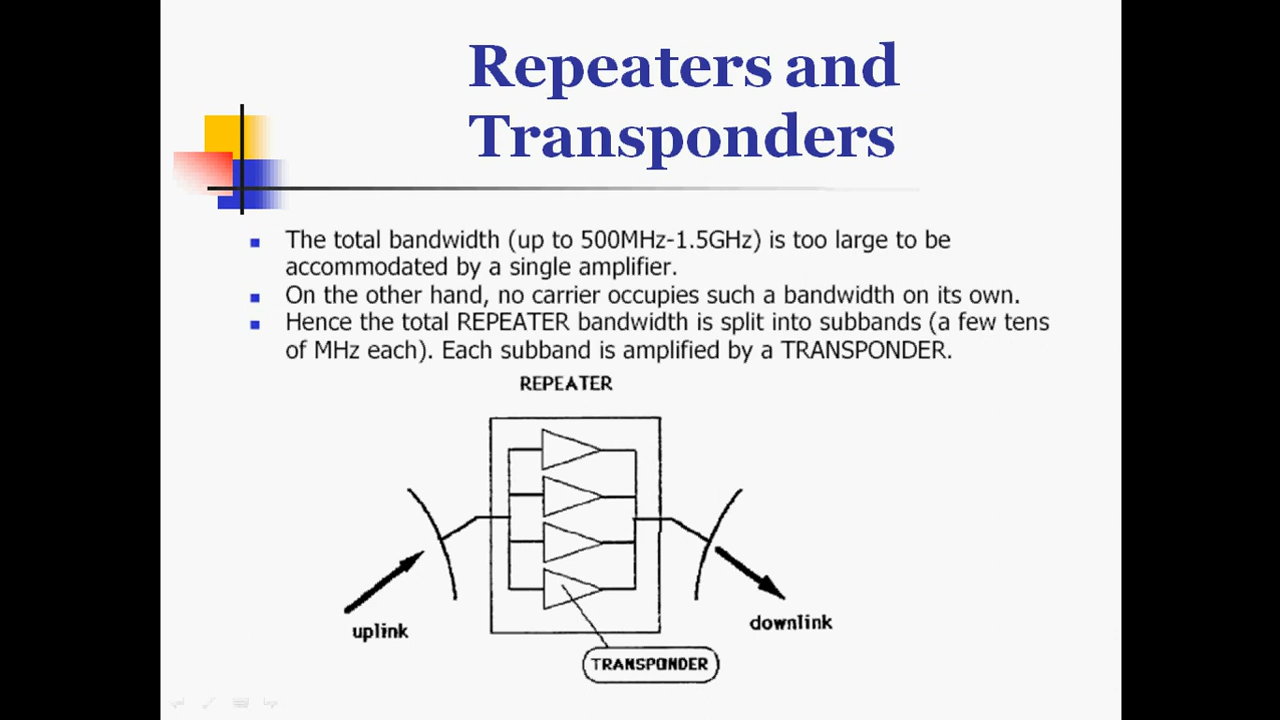 Repeaters and
Transponders
The total bandwidth (up to 500MHz-1.5GHz) is too large to be
accommodated by a single amplifier.
On the other hand, no carrier occupies such a bandwidth on its own.
Hence the total REPEATER bandwidth is split into subbands (a few tens
of MHz each). Each subband is amplified by a TRANSPONDER.
REPEATER
uplink
downlink
TRANSPONDER